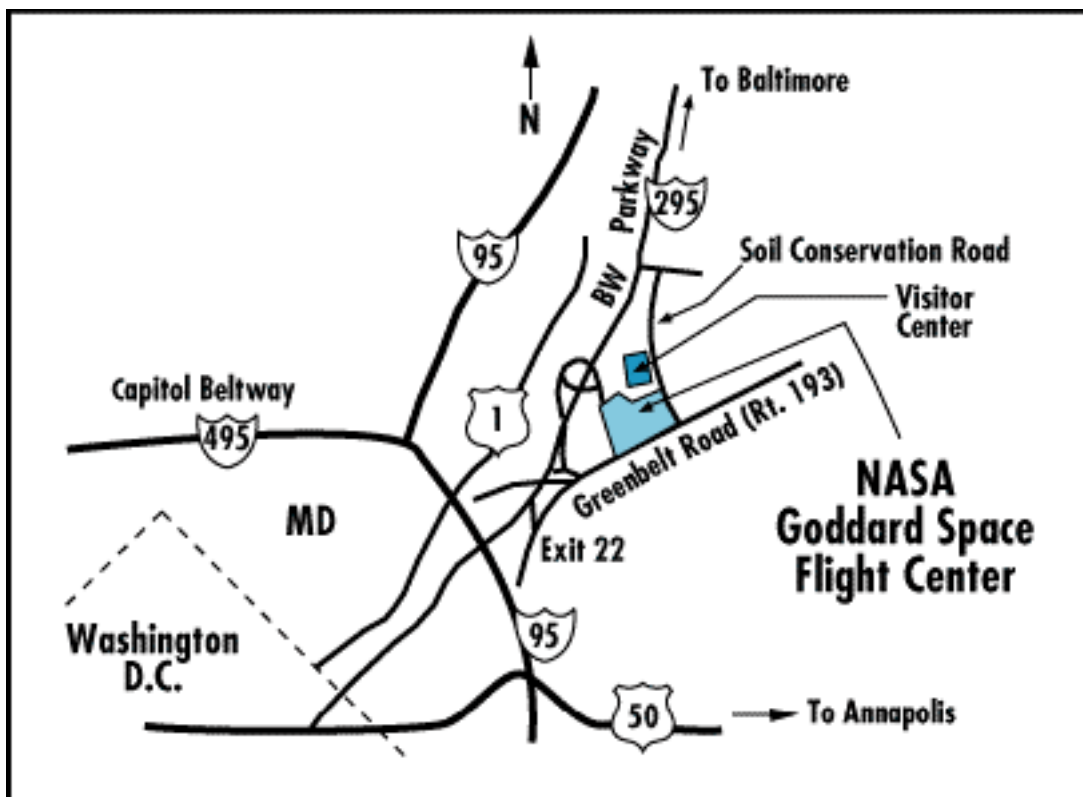 To Baltimore
N
BW Parkway
295
95
Soil Conservation Road
Visitor
Center
Capitol Beltway
495
1
Greenbelt Road (Rt. 193)
NASA
Goddard Space
Flight Center
MD
Exit 22
Washington
D.C.
95
50
To Annapolis